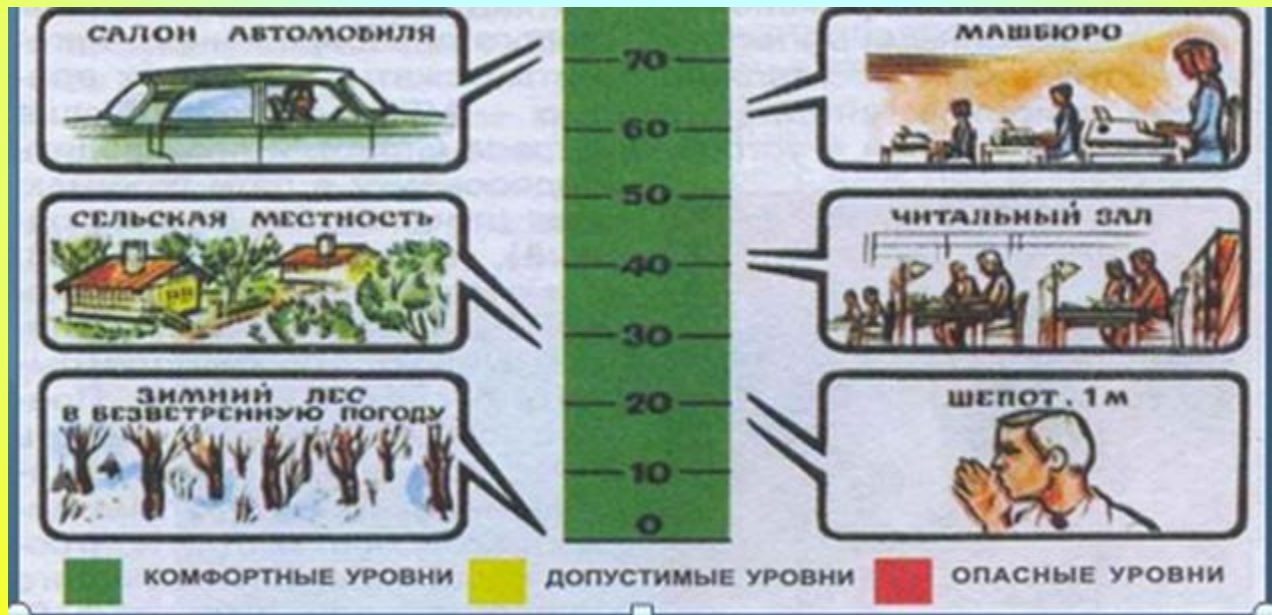 САЛОН АВТОМОБИЛЯ
70
МАШБЮРО
60
50
СЕЛЬСКАЯ МЕСТНОСТЬ
ЧИТАЛЬНЫЙ ЗАЛ
40
30
ЗИМНИЙ ЛЕС
В БЕЗВЕТРЕННУЮ ПОГОДУ
20
ШЕПОТ. 1 М
10
0
КОМФОРТНЫЕ УРОВНИ
ДОПУСТИМЫЕ УРОВНИ
ОПАСНЫЕ УРОВНИ